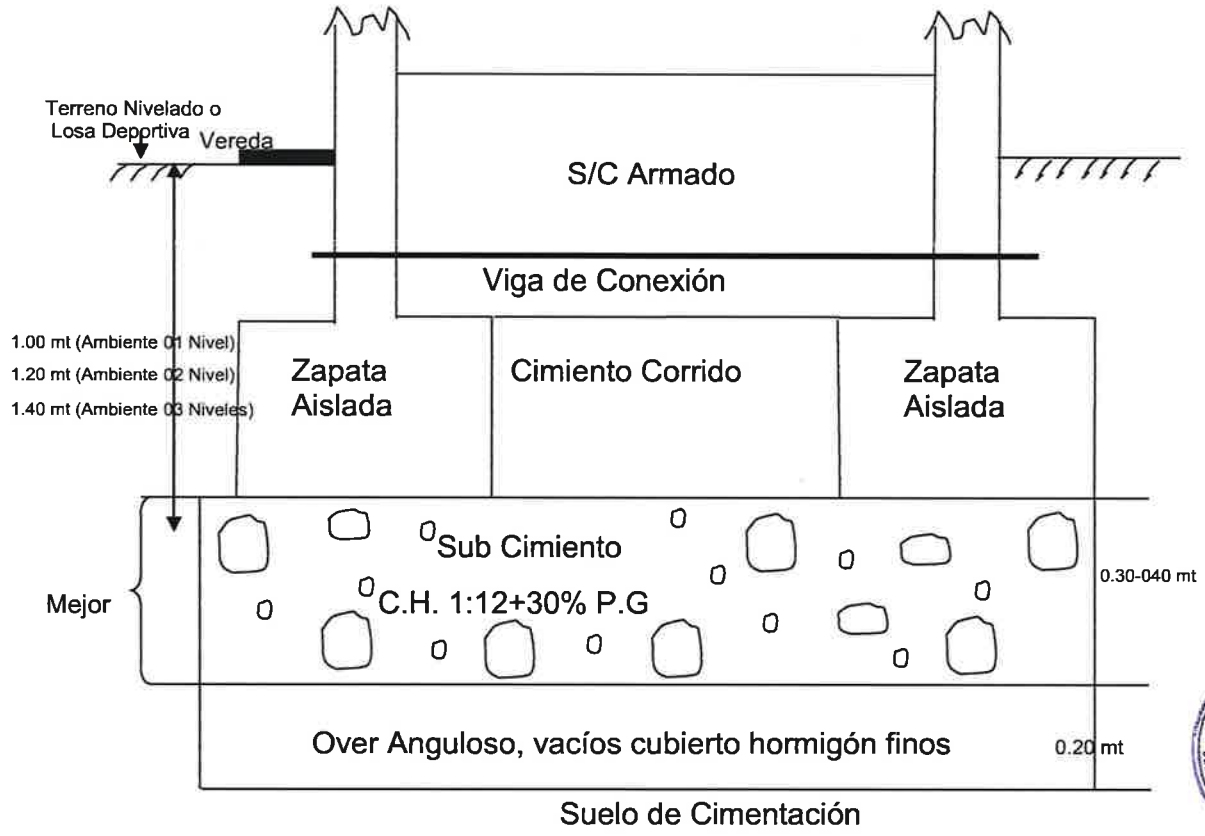 Terreno Nivelado o
Losa Deportiva
Vereda
S/C Armado
Viga de Conexión
1.00 mt (Ambiente 01 Nivel)
1.20 mt (Ambiente 02 Nivel)
1.40 mt (Ambiente 03 Niveles)
Zapata
Aislada
Cimiento Corrido
Zapata
Aislada
Sub Cimiento
C.H. 1:12+30% P.G
Mejor
0.30-040 mt
Over Anguloso, vacíos cubierto hormigón finos
0.20 mt
Suelo de Cimentación